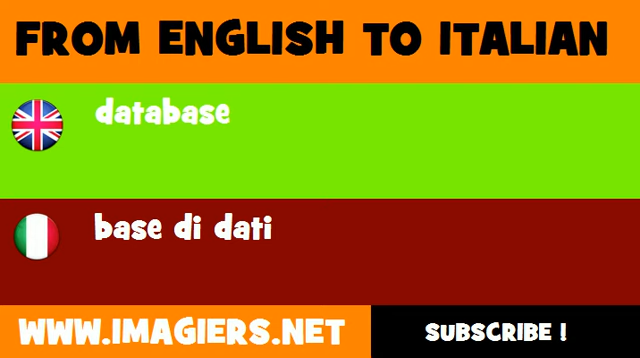 FROM ENGLISH TO ITALIAN
database
base di dati
WWW.IMAGIERS.NET
SUBSCRIBE !